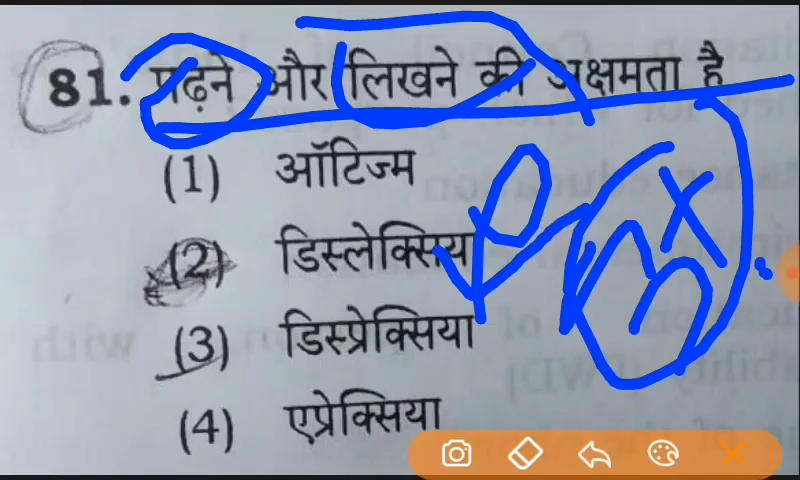 81. पढ़ने और लिखने की अक्षमता है
(1) ऑटिज्म
(2) डिस्लेक्सिया
(3) डिस्प्रेक्सिया
(4) एप्रेक्सिया